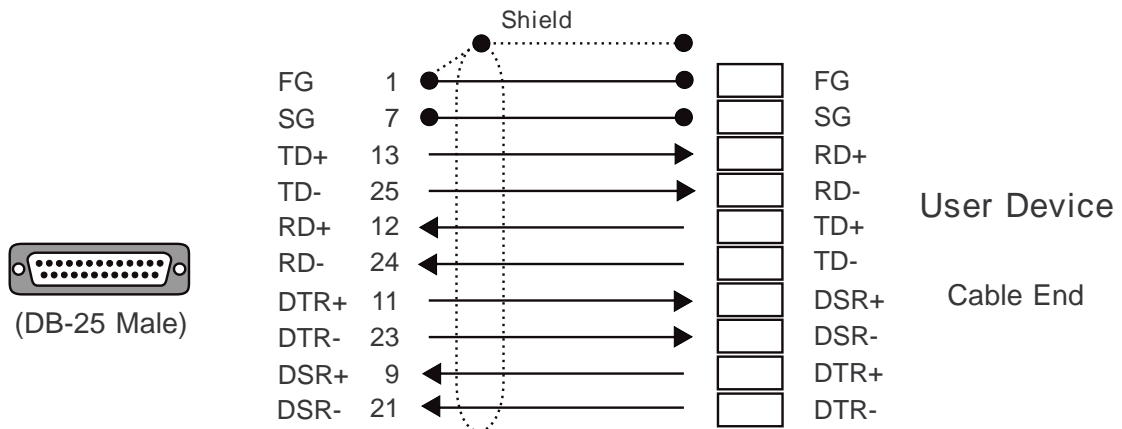 Shield
FG 1 FG
SG 7 SG
TD+ 13 RD+
TD- 25 RD-
RD+ 12 TD+
RD- 24 TD-
DTR+ 11 DSR+
DTR- 23 DSR-
DSR+ 9 DTR+
DSR- 21 DTR-
(DB-25 Male)
User Device
Cable End